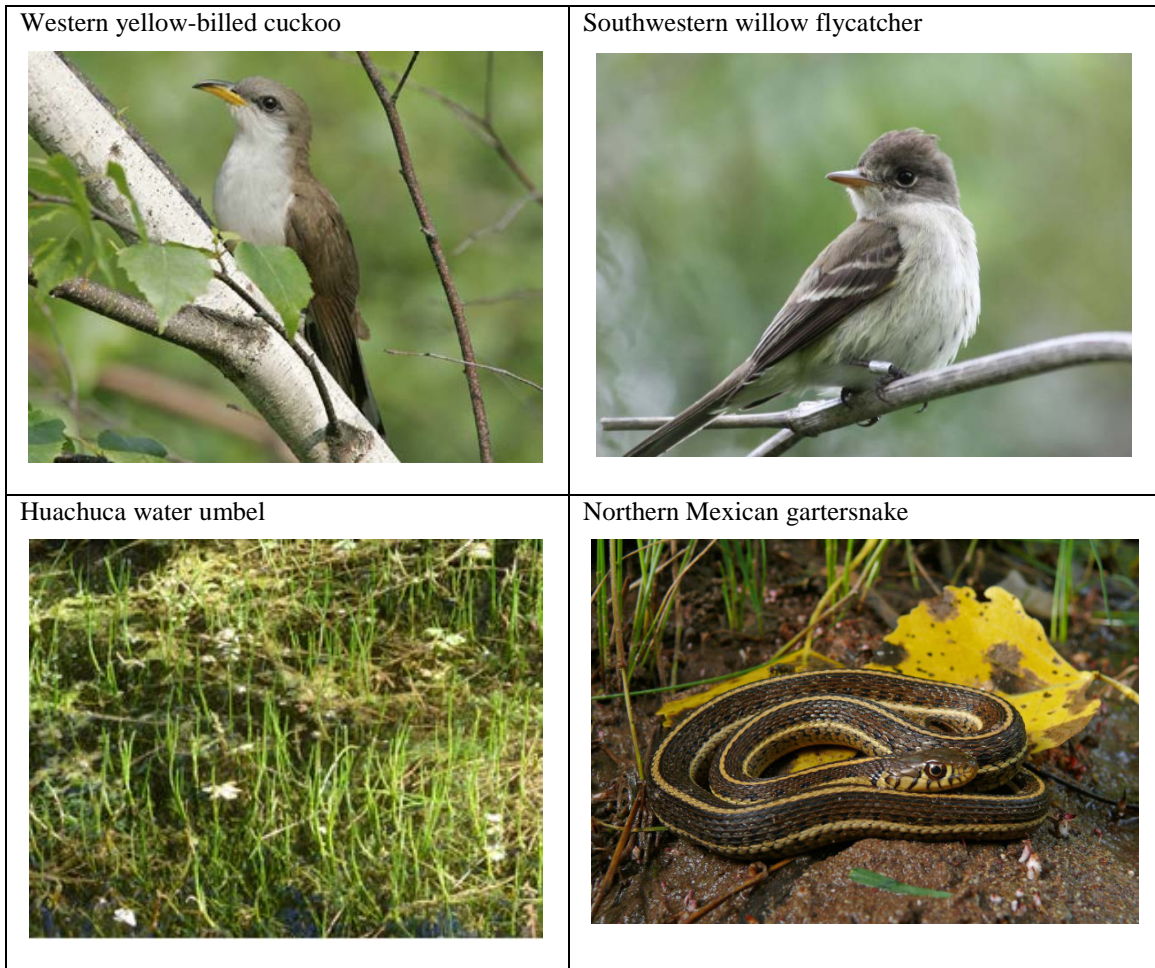 Western yellow-billed cuckoo
Southwestern willow flycatcher
Huachuca water umbel
Northern Mexican gartersnake